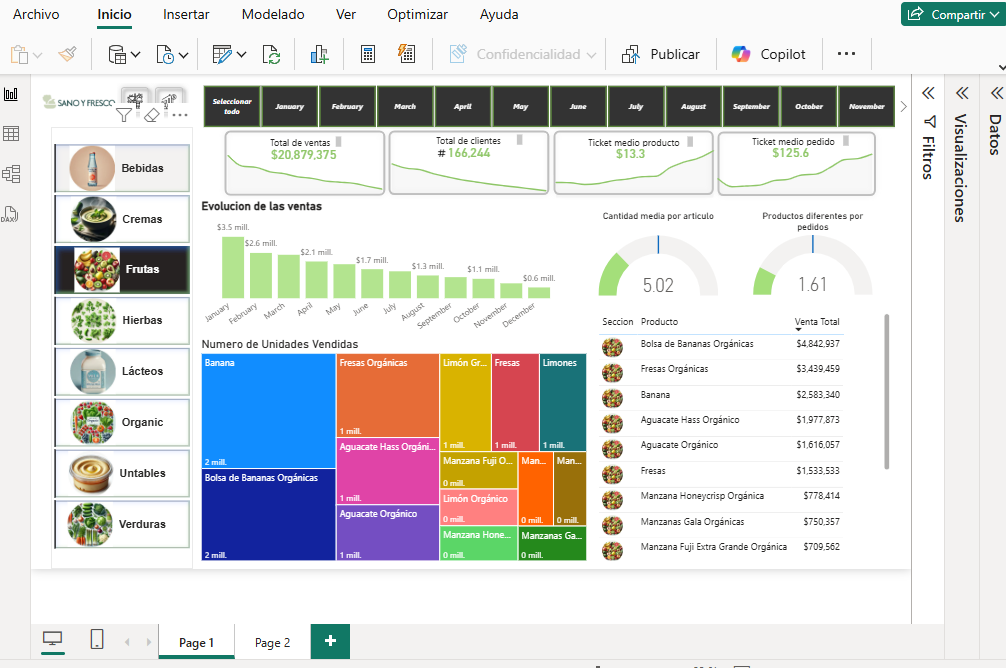 Archivo Inicio Insertar Modelado Ver Optimizar Ayuda Compartir
Confidencialidad Publicar Copilot
SANO Y FRESCO
Seleccionar todo January February March April May June July August September October November
Total de ventas
$20,879,375
Total de clientes
# 166,244
Ticket medio producto
$13.3
Ticket medio pedido
$125.6
Bebidas
Cremas
Frutas
Hierbas
Lácteos
Organic
Untables
Verduras
Evolucion de las ventas
$3.5 mill.
$2.6 mill.
$2.1 mill.
$1.7 mill.
$1.3 mill.
$1.1 mill.
$0.6 mill.
January February March April May June July August September October November December
Cantidad media por articulo
5.02
Productos diferentes por
pedidos
1.61
Numero de Unidades Vendidas
Banana
2 mill.
Bolsa de Bananas Orgánicas
2 mill.
Fresas Orgánicas
1 mill.
Aguacate Hass Orgáni...
1 mill.
Aguacate Orgánico
1 mill.
Limón Gr...
1 mill.
Fresas
1 mill.
Limones
1 mill.
Manzana Fuji O...
0 mill.
Limón Orgánico
0 mill.
Manzana Hone...
0 mill.
Man...
0 mill.
Man...
0 mill.
Manzanas Ga...
0 mill.
Seccion Producto Venta Total
Bolsa de Bananas Orgánicas $4,842,937
Fresas Orgánicas $3,439,459
Banana $2,583,340
Aguacate Hass Orgánico $1,977,873
Aguacate Orgánico $1,616,057
Fresas $1,533,533
Manzana Honeycrisp Orgánica $778,414
Manzanas Gala Orgánicas $750,357
Manzana Fuji Extra Grande Orgánica $709,562
Filtros
Visualizaciones
Datos
Page 1 Page 2